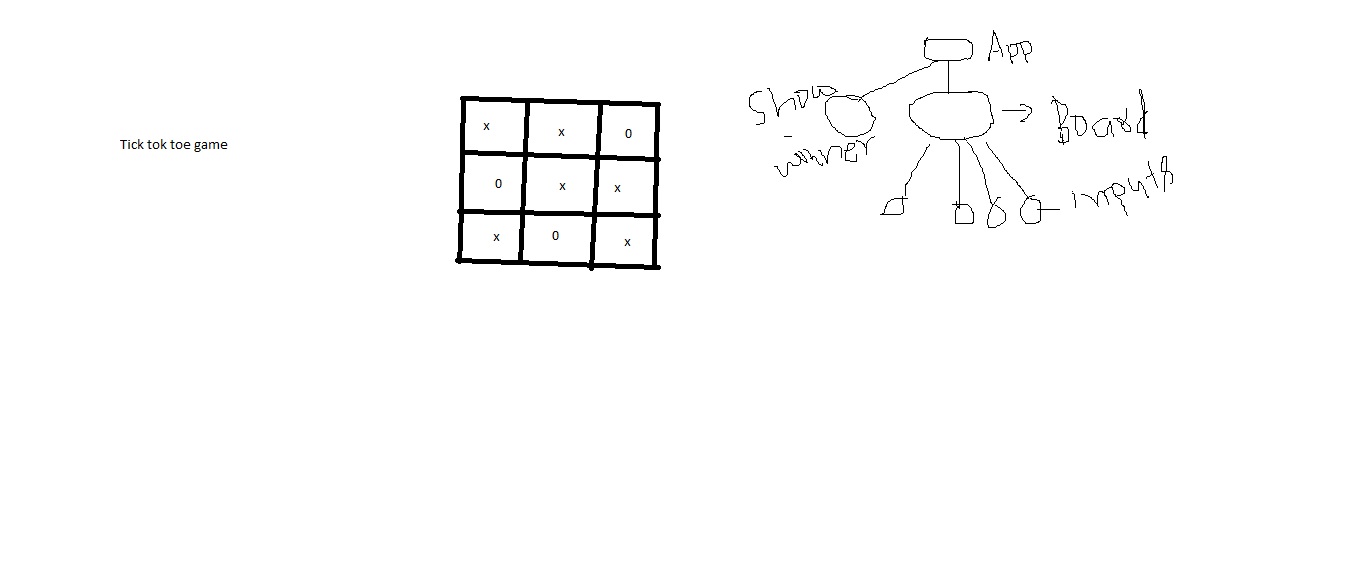 Tick tok toe game
x x 0
0 x x
x 0 x
App
Show
winner
Board
inputs